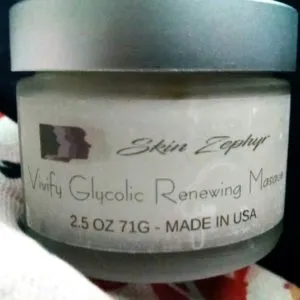 Skin Zephyr
Vivify Glycolic Renewing Masque
2.5 OZ 71G - MADE IN USA